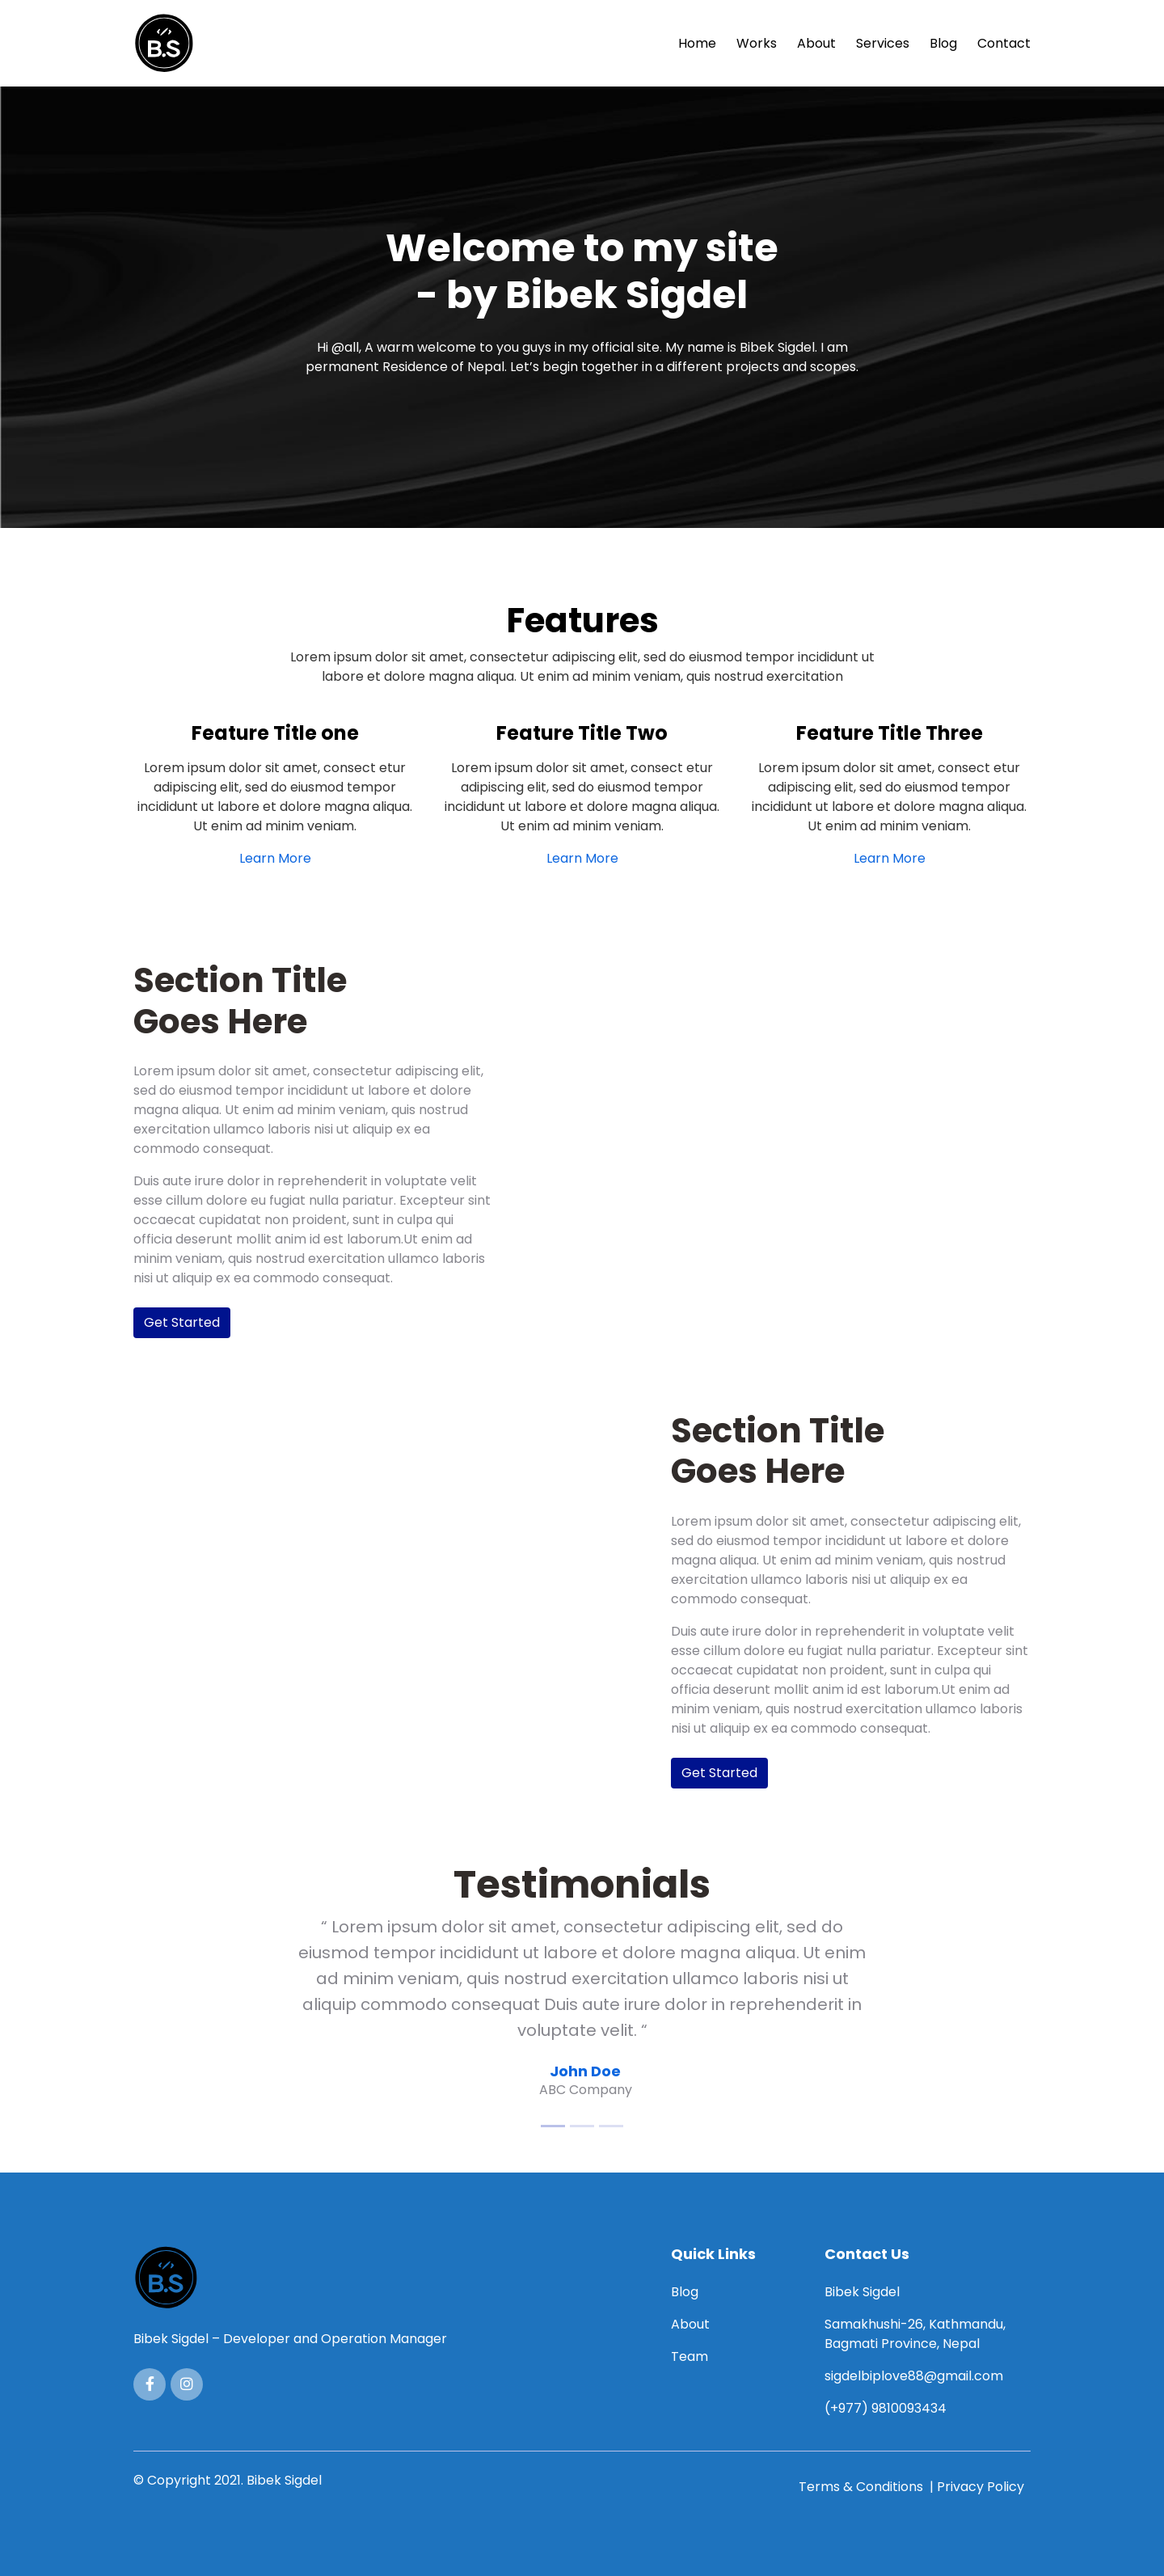 </> B.S
Home Works About Services Blog Contact
Welcome to my site
- by Bibek Sigdel
Hi @all, A warm welcome to you guys in my official site. My name is Bibek Sigdel. I am
permanent Residence of Nepal. Let’s begin together in a different projects and scopes.
Features
Lorem ipsum dolor sit amet, consectetur adipiscing elit, sed do eiusmod tempor incididunt ut
labore et dolore magna aliqua. Ut enim ad minim veniam, quis nostrud exercitation
Feature Title one
Lorem ipsum dolor sit amet, consect etur
adipiscing elit, sed do eiusmod tempor
incididunt ut labore et dolore magna aliqua.
Ut enim ad minim veniam.
Learn More
Feature Title Two
Lorem ipsum dolor sit amet, consect etur
adipiscing elit, sed do eiusmod tempor
incididunt ut labore et dolore magna aliqua.
Ut enim ad minim veniam.
Learn More
Feature Title Three
Lorem ipsum dolor sit amet, consect etur
adipiscing elit, sed do eiusmod tempor
incididunt ut labore et dolore magna aliqua.
Ut enim ad minim veniam.
Learn More
Section Title
Goes Here
Lorem ipsum dolor sit amet, consectetur adipiscing elit,
sed do eiusmod tempor incididunt ut labore et dolore
magna aliqua. Ut enim ad minim veniam, quis nostrud
exercitation ullamco laboris nisi ut aliquip ex ea
commodo consequat.
Duis aute irure dolor in reprehenderit in voluptate velit
esse cillum dolore eu fugiat nulla pariatur. Excepteur sint
occaecat cupidatat non proident, sunt in culpa qui
officia deserunt mollit anim id est laborum.Ut enim ad
minim veniam, quis nostrud exercitation ullamco laboris
nisi ut aliquip ex ea commodo consequat.
Get Started
Section Title
Goes Here
Lorem ipsum dolor sit amet, consectetur adipiscing elit,
sed do eiusmod tempor incididunt ut labore et dolore
magna aliqua. Ut enim ad minim veniam, quis nostrud
exercitation ullamco laboris nisi ut aliquip ex ea
commodo consequat.
Duis aute irure dolor in reprehenderit in voluptate velit
esse cillum dolore eu fugiat nulla pariatur. Excepteur sint
occaecat cupidatat non proident, sunt in culpa qui
officia deserunt mollit anim id est laborum.Ut enim ad
minim veniam, quis nostrud exercitation ullamco laboris
nisi ut aliquip ex ea commodo consequat.
Get Started
Testimonials
“ Lorem ipsum dolor sit amet, consectetur adipiscing elit, sed do
eiusmod tempor incididunt ut labore et dolore magna aliqua. Ut enim
ad minim veniam, quis nostrud exercitation ullamco laboris nisi ut
aliquip commodo consequat Duis aute irure dolor in reprehenderit in
voluptate velit. “
John Doe
ABC Company
</> B.S
Bibek Sigdel – Developer and Operation Manager
Quick Links
Blog
About
Team
Contact Us
Bibek Sigdel
Samakhushi-26, Kathmandu,
Bagmati Province, Nepal
sigdelbiplove88@gmail.com
(+977) 9810093434
© Copyright 2021. Bibek Sigdel
Terms & Conditions | Privacy Policy